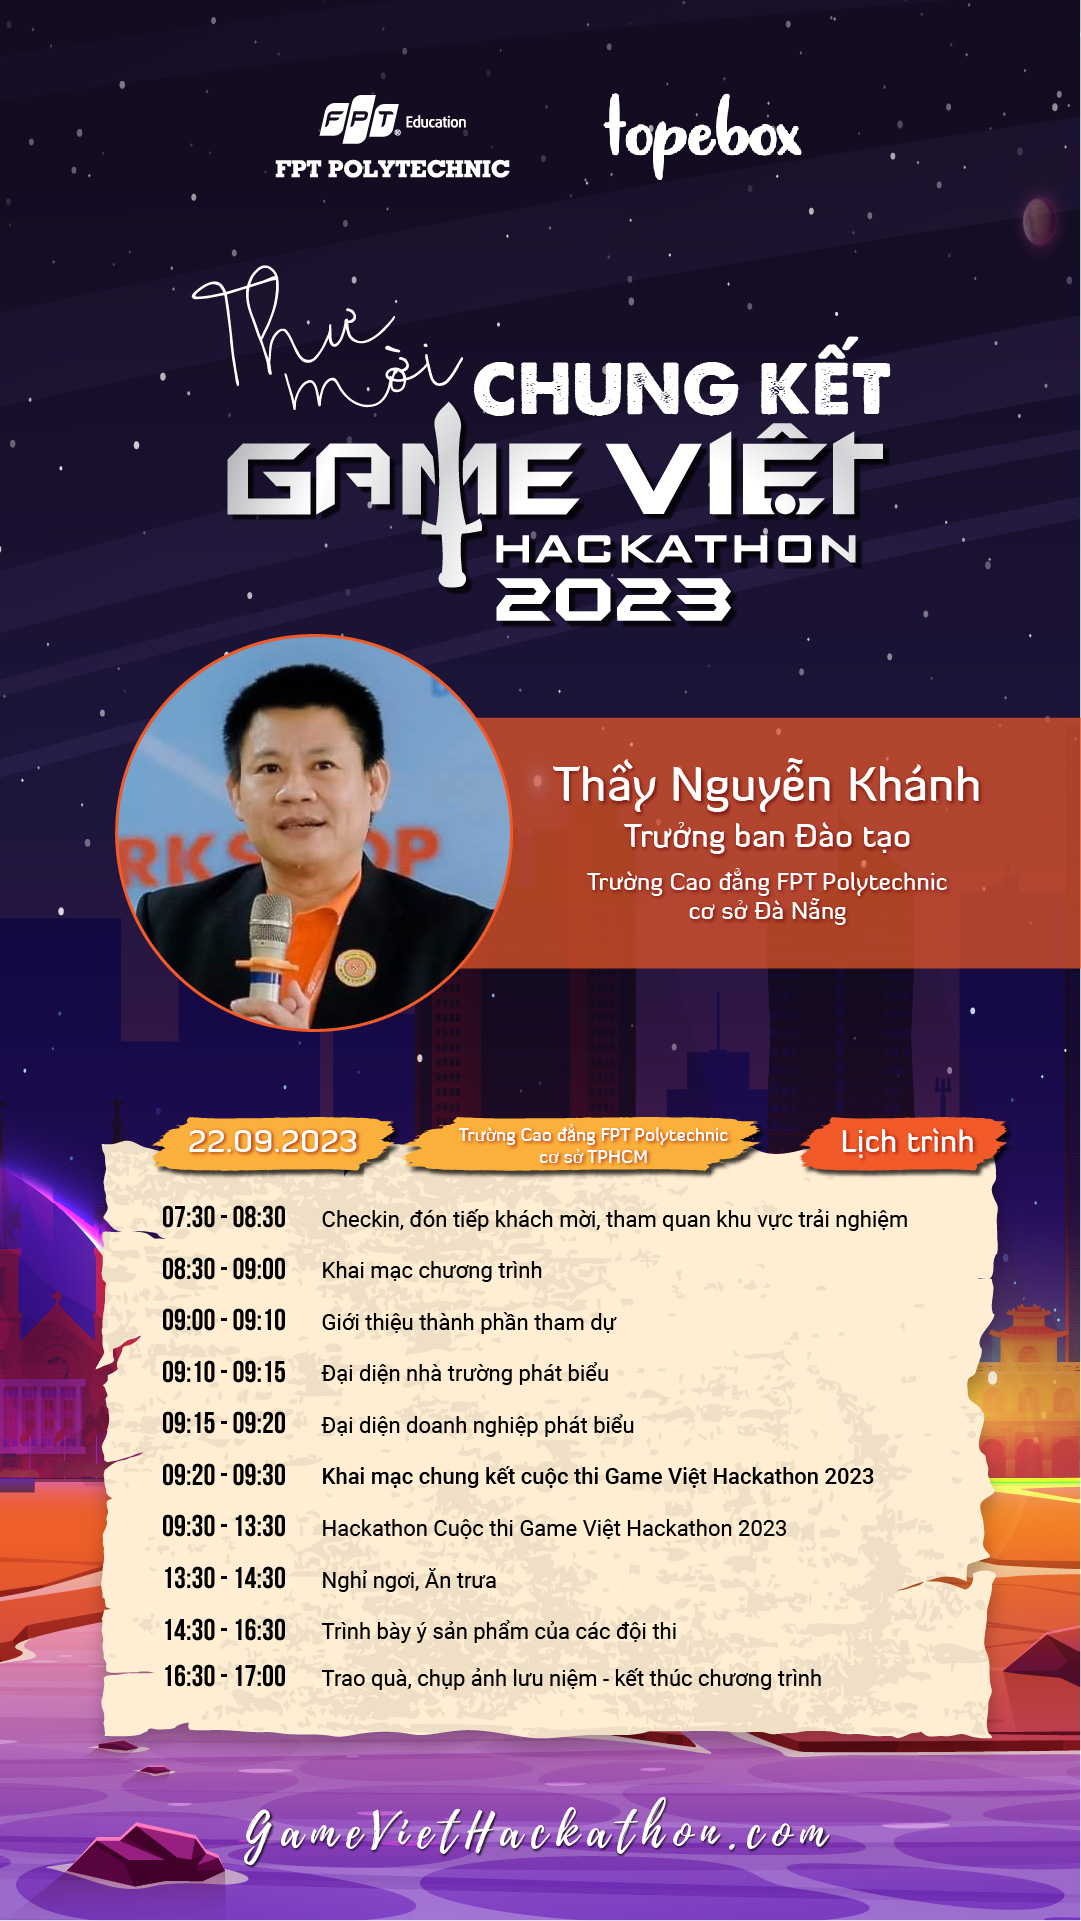 FPT Education
FPT POLYTECHNIC
topebox
Thư mời
CHUNG KẾT
GAME VIỆT
HACKATHON
2023
RKSHOP
Thầy Nguyễn Khánh
Trưởng ban Đào tạo
Trường Cao đẳng FPT Polytechnic
cơ sở Đà Nẵng
22.09.2023
Trường Cao đẳng FPT Polytechnic
cơ sở TPHCM
Lịch trình
07:30 - 08:30 Checkin, đón tiếp khách mời, tham quan khu vực trải nghiệm
08:30 - 09:00 Khai mạc chương trình
09:00 - 09:10 Giới thiệu thành phần tham dự
09:10 - 09:15 Đại diện nhà trường phát biểu
09:15 - 09:20 Đại diện doanh nghiệp phát biểu
09:20 - 09:30 Khai mạc chung kết cuộc thi Game Việt Hackathon 2023
09:30 - 13:30 Hackathon Cuộc thi Game Việt Hackathon 2023
13:30 - 14:30 Nghỉ ngơi, Ăn trưa
14:30 - 16:30 Trình bày ý sản phẩm của các đội thi
16:30 - 17:00 Trao quà, chụp ảnh lưu niệm - kết thúc chương trình
GameVietHackathon.com